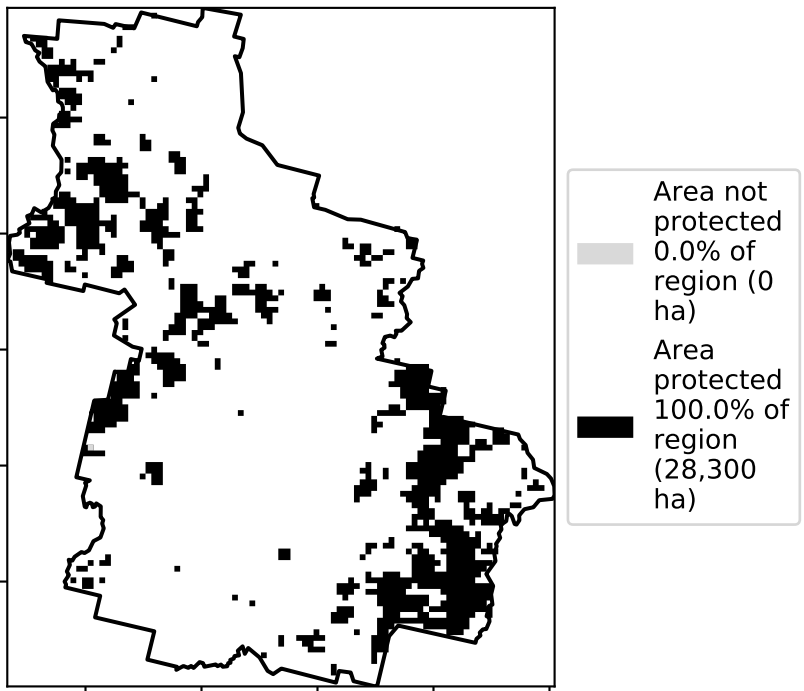 Area not
protected
0.0% of
region (0
ha)
Area
protected
100.0% of
region
(28,300
ha)